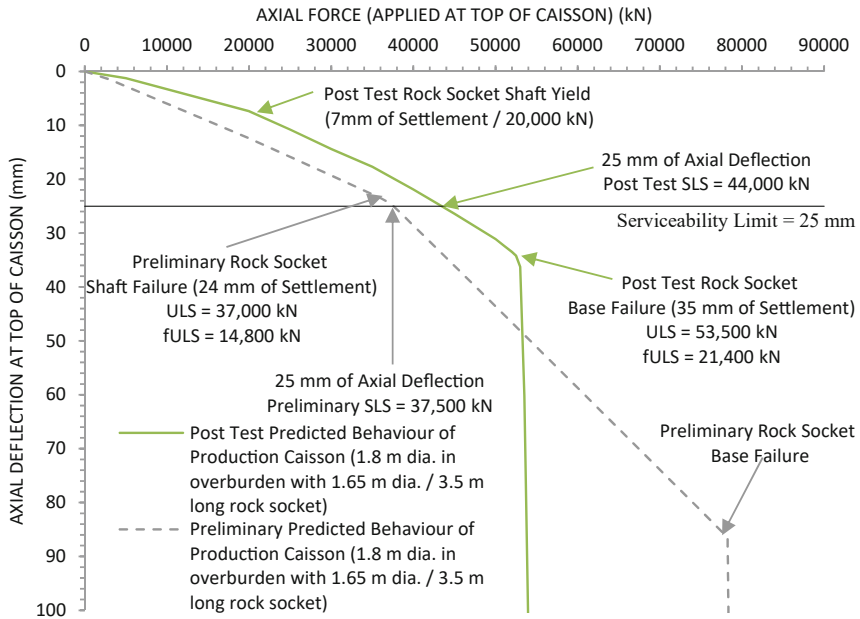 AXIAL FORCE (APPLIED AT TOP OF CAISSON) (kN)
0 10000 20000 30000 40000 50000 60000 70000 80000 90000
AXIAL DEFLECTION AT TOP OF CAISSON (mm)
0
10
20
30
40
50
60
70
80
90
100
Post Test Rock Socket Shaft Yield
(7mm of Settlement / 20,000 kN)
25 mm of Axial Deflection
Post Test SLS = 44,000 kN
Serviceability Limit = 25 mm
Preliminary Rock Socket
Shaft Failure (24 mm of Settlement)
ULS = 37,000 kN
fULS = 14,800 kN
Post Test Rock Socket
Base Failure (35 mm of Settlement)
ULS = 53,500 kN
fULS = 21,400 kN
25 mm of Axial Deflection
Preliminary SLS = 37,500 kN
Preliminary Rock Socket
Base Failure
Post Test Predicted Behaviour of
Production Caisson (1.8 m dia. in
overburden with 1.65 m dia. / 3.5 m
long rock socket)
Preliminary Predicted Behaviour of
Production Caisson (1.8 m dia. in
overburden with 1.65 m dia. / 3.5 m
long rock socket)